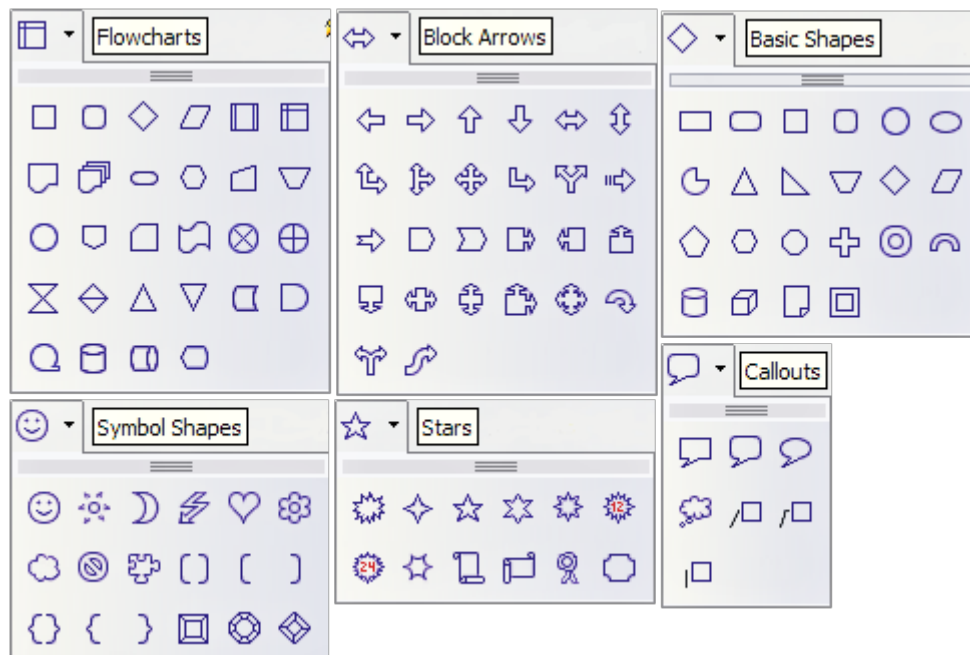 Flowcharts
Block Arrows
Basic Shapes
Callouts
Symbol Shapes
Stars
12
24